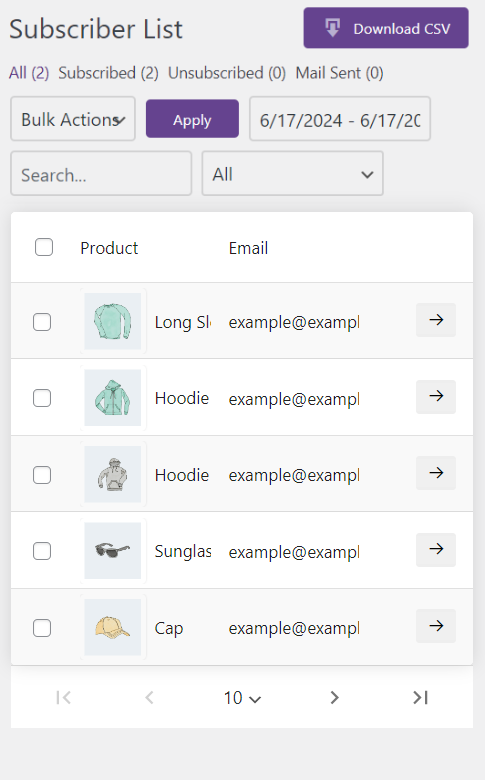 Subscriber List
Download CSV
All (2) Subscribed (2) Unsubscribed (0) Mail Sent (0)
Bulk Actions Apply 6/17/2024 - 6/17/20
Search... All
Product Email
Long Sl example@exampl
Hoodie example@exampl
Hoodie example@exampl
Sunglas example@exampl
Cap example@exampl
10